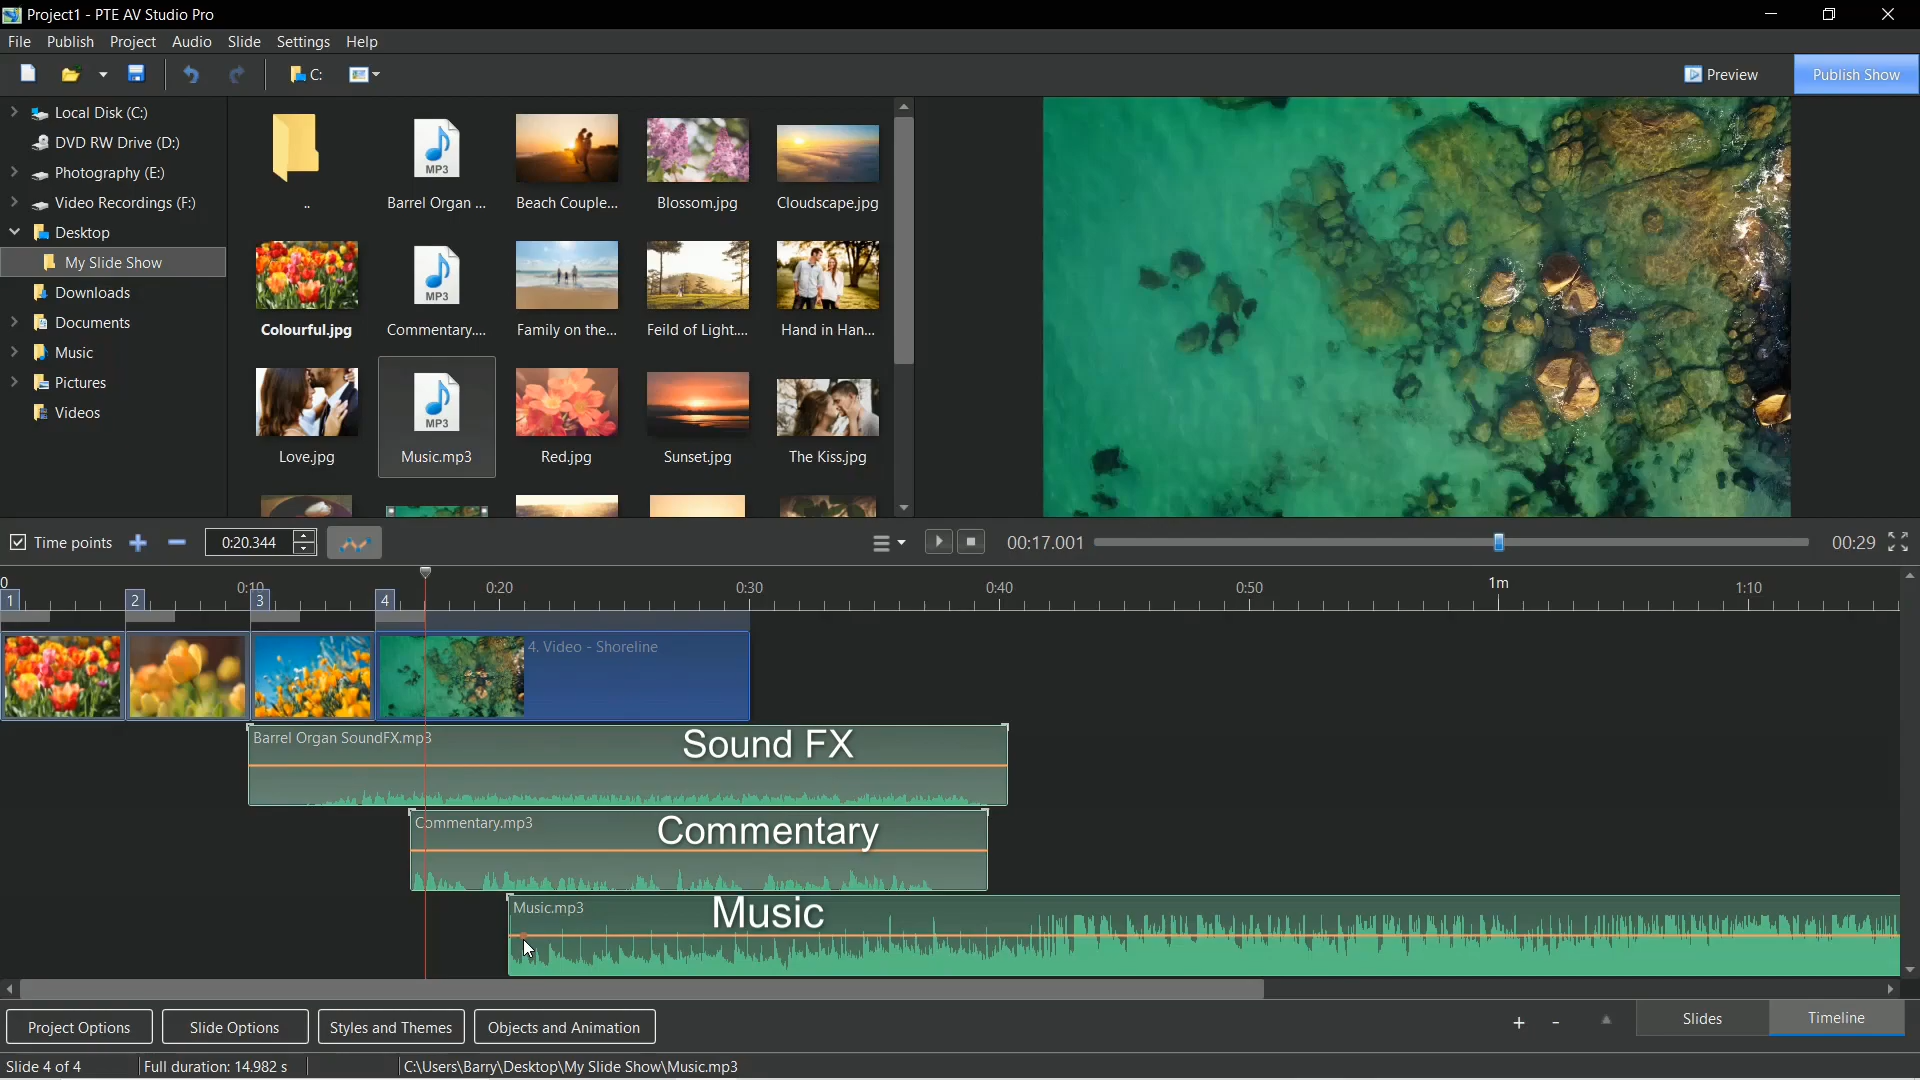 Project1 - PTE AV Studio Pro
File Publish Project Audio Slide Settings Help
C:
Preview
Publish Show
Local Disk (C:)
DVD RW Drive (D:)
Photography (E:)
Video Recordings (F:)
Desktop
My Slide Show
Downloads
Documents
Music
Pictures
Videos
MP3
.. Barrel Organ ... Beach Couple... Blossom.jpg Cloudscape.jpg
MP3
Colourful.jpg Commentary.... Family on the... Feild of Light.... Hand in Han...
MP3
Love.jpg Music.mp3 Red.jpg Sunset.jpg The Kiss.jpg
Time points 0:20.344 00:17.001 00:29
0 0:10 0:20 0:30 0:40 0:50 1m 1:10
1 2 3 4
4. Video - Shoreline
Barrel Organ SoundFX.mp3 Sound FX
Commentary.mp3 Commentary
Music.mp3 Music
Project Options Slide Options Styles and Themes Objects and Animation + - Slides Timeline
Slide 4 of 4 Full duration: 14.982 s C:\Users\Barry\Desktop\My Slide Show\Music.mp3